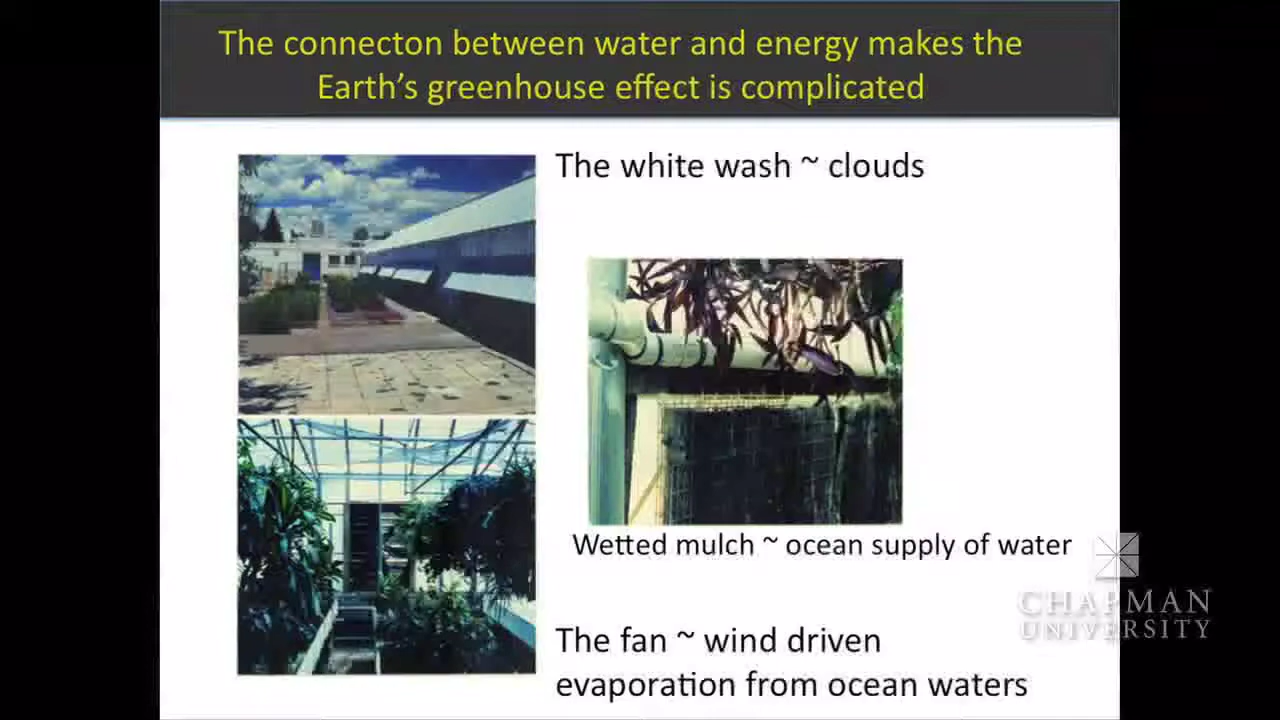 The connecton between water and energy makes the
Earth's greenhouse effect is complicated
The white wash ~ clouds
Wetted mulch ~ ocean supply of water
CHAPMAN
UNIVERSITY
The fan ~ wind driven
evaporation from ocean waters